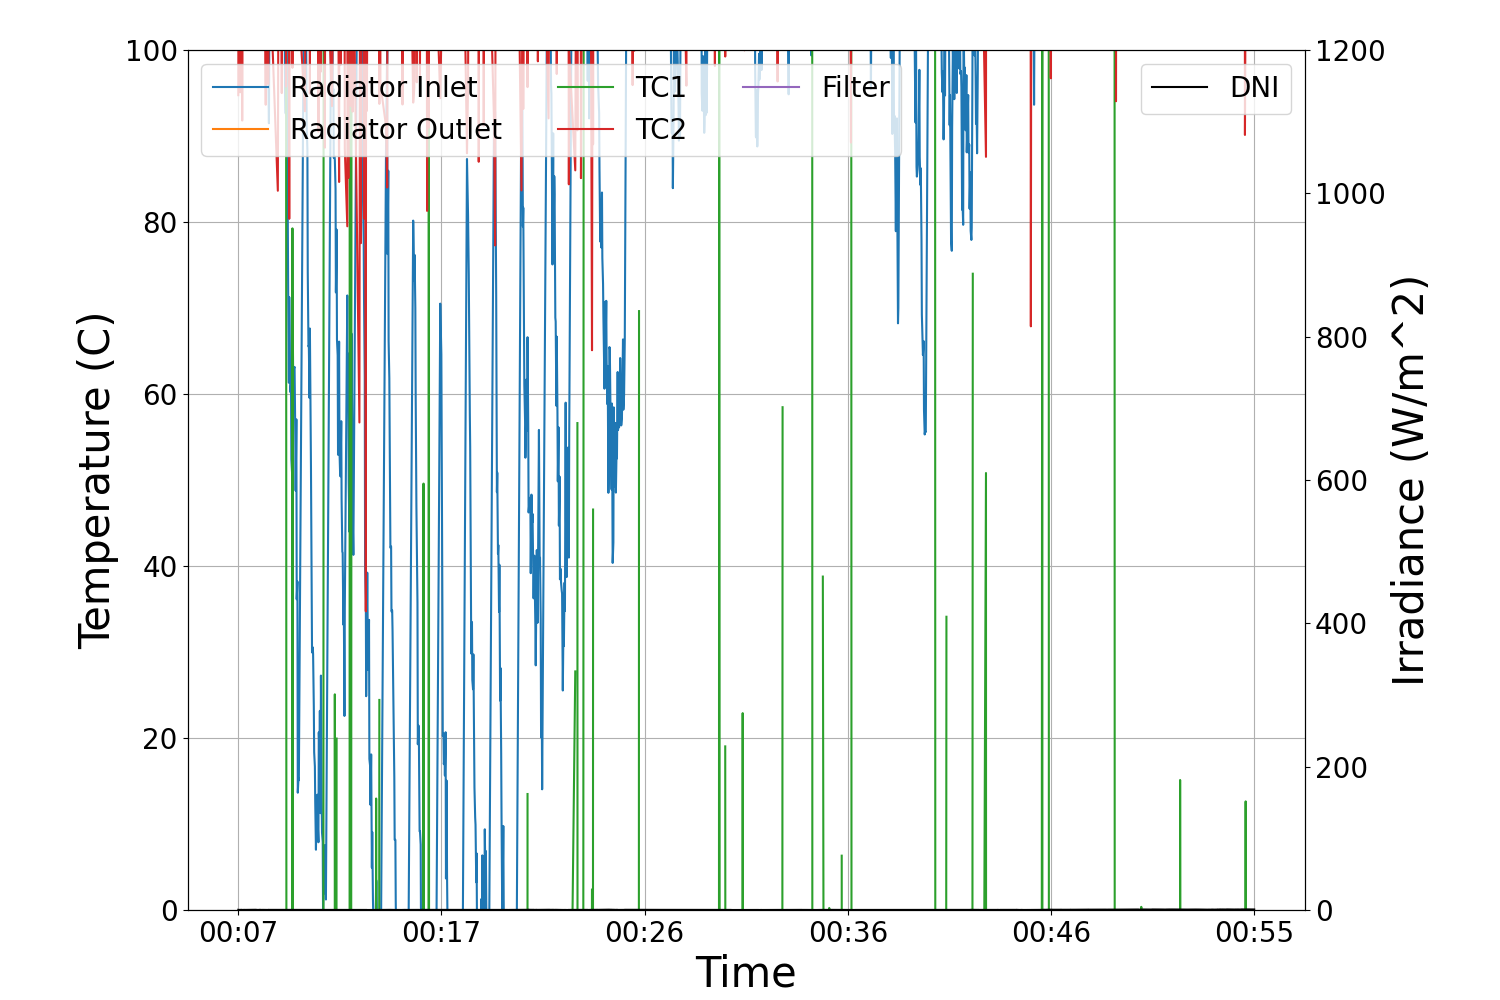 Radiator Inlet
Radiator Outlet
TC1
TC2
Filter
DNI
100
80
60
40
20
0
Temperature (C)
1200
1000
800
600
400
200
0
Irradiance (W/m^2)
00:07 00:17 00:26 00:36 00:46 00:55
Time